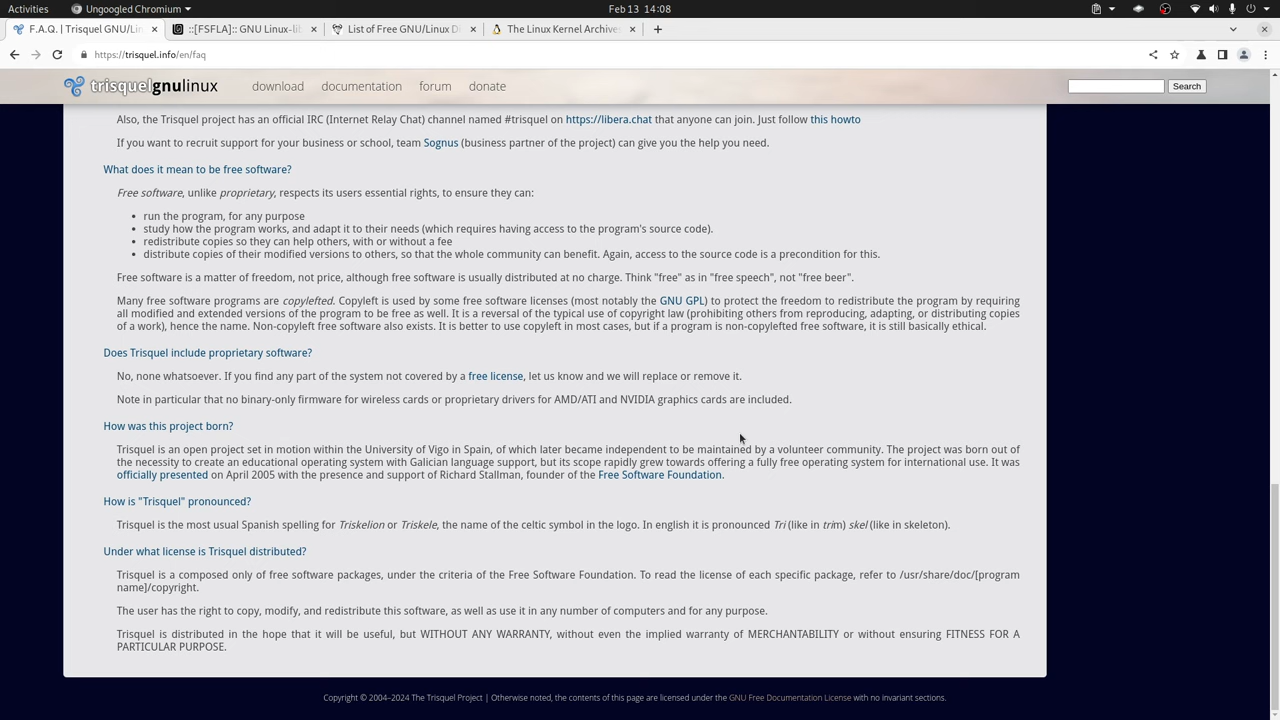 Activities
Ungoogled Chromium
Feb 13 14:08
F.A.Q. | Trisquel GNU/Li
::[FSFLA]:: GNU Linux-li
List of Free GNU/Linux D
The Linux Kernel Archive
https://trisquel.info/en/faq
trisquelgnulinux
download
documentation
forum
donate
Search
Also, the Trisquel project has an official IRC (Internet Relay Chat) channel named #trisquel on https://libera.chat that anyone can join. Just follow this howto
If you want to recruit support for your business or school, team Sognus (business partner of the project) can give you the help you need.
What does it mean to be free software?
Free software, unlike proprietary, respects its users essential rights, to ensure they can:
• run the program, for any purpose
• study how the program works, and adapt it to their needs (which requires having access to the program's source code).
• redistribute copies so they can help others, with or without a fee
• distribute copies of their modified versions to others, so that the whole community can benefit. Again, access to the source code is a precondition for this.
Free software is a matter of freedom, not price, although free software is usually distributed at no charge. Think "free" as in "free speech", not "free beer".
Many free software programs are copylefted. Copyleft is used by some free software licenses (most notably the GNU GPL) to protect the freedom to redistribute the program by requiring
all modified and extended versions of the program to be free as well. It is a reversal of the typical use of copyright law (prohibiting others from reproducing, adapting, or distributing copies
of a work), hence the name. Non-copyleft free software also exists. It is better to use copyleft in most cases, but if a program is non-copylefted free software, it is still basically ethical.
Does Trisquel include proprietary software?
No, none whatsoever. If you find any part of the system not covered by a free license, let us know and we will replace or remove it.
Note in particular that no binary-only firmware for wireless cards or proprietary drivers for AMD/ATI and NVIDIA graphics cards are included.
How was this project born?
Trisquel is an open project set in motion within the University of Vigo in Spain, of which later became independent to be maintained by a volunteer community. The project was born out of
the necessity to create an educational operating system with Galician language support, but its scope rapidly grew towards offering a fully free operating system for international use. It was
officially presented on April 2005 with the presence and support of Richard Stallman, founder of the Free Software Foundation.
How is "Trisquel" pronounced?
Trisquel is the most usual Spanish spelling for Triskelion or Triskele, the name of the celtic symbol in the logo. In english it is pronounced Tri (like in trim) skel (like in skeleton).
Under what license is Trisquel distributed?
Trisquel is a composed only of free software packages, under the criteria of the Free Software Foundation. To read the license of each specific package, refer to /usr/share/doc/[program
name]/copyright.
The user has the right to copy, modify, and redistribute this software, as well as use it in any number of computers and for any purpose.
Trisquel is distributed in the hope that it will be useful, but WITHOUT ANY WARRANTY, without even the implied warranty of MERCHANTABILITY or without ensuring FITNESS FOR A
PARTICULAR PURPOSE.
Copyright © 2004–2024 The Trisquel Project | Otherwise noted, the contents of this page are licensed under the GNU Free Documentation License with no invariant sections.